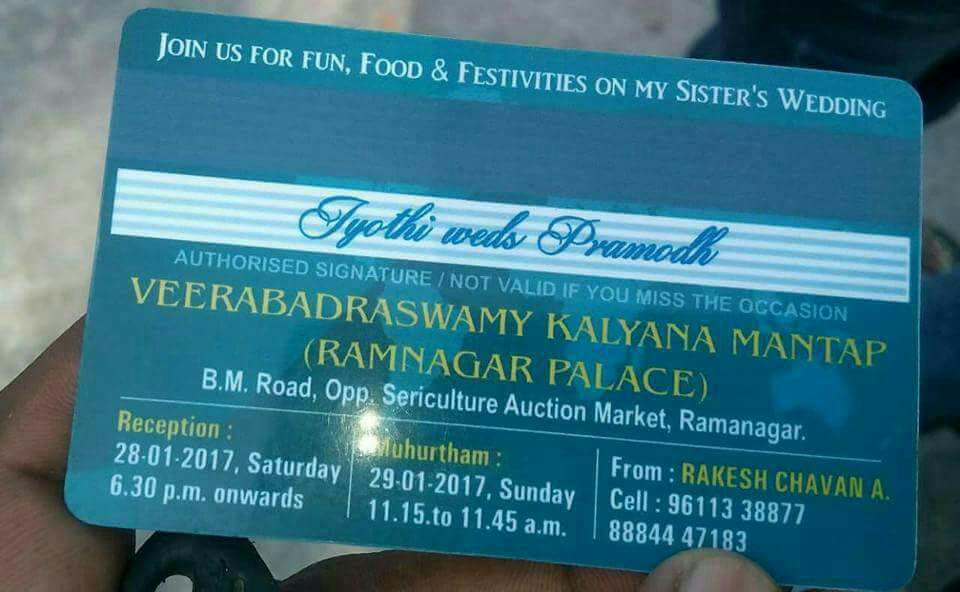 JOIN US FOR FUN, FOOD & FESTIVITIES ON MY SISTER'S WEDDING
Jyothi weds Pramodh
AUTHORISED SIGNATURE / NOT VALID IF YOU MISS THE OCCASION
VEERABADRASWAMY KALYANA MANTAP
(RAMNAGAR PALACE)
B.M. Road, Opp. Sericulture Auction Market, Ramanagar.
Reception :
28-01-2017, Saturday
6.30 p.m. onwards
Muhurtham :
29-01-2017, Sunday
11.15.to 11.45 a.m.
From : RAKESH CHAVAN A.
Cell : 96113 38877
88844 47183